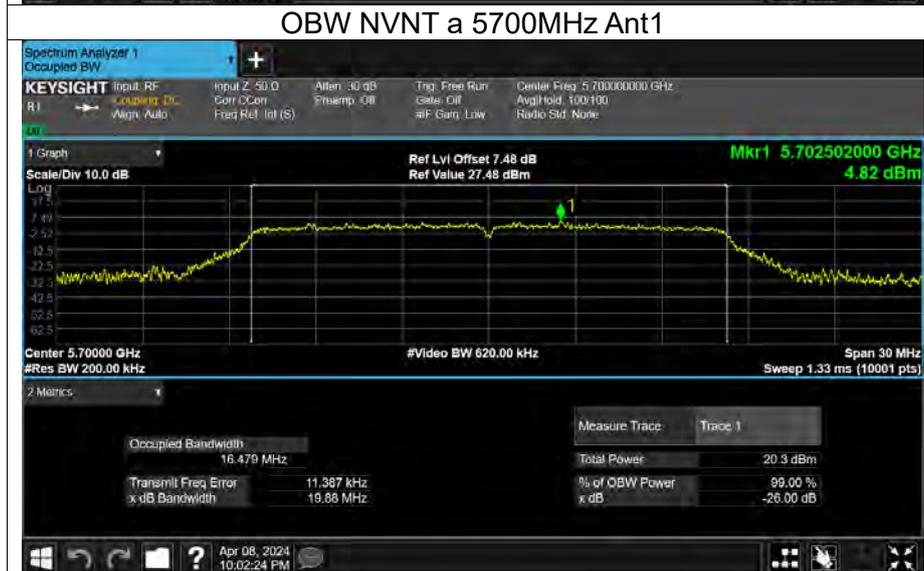 OBW NVNT a 5700MHz Ant1
Spectrum Analyzer 1
Occupied BW
+
KEYSIGHT Input: RF Input Z: 50 Ω Atten: 30 dB Trig: Free Run Center Freq: 5.700000000 GHz
Coupling: DC Corr CCorr Preamp: Off Gate: Off Avg|Hold: 100/100
Align: Auto Freq Ref: Int (S) #IF Gain: Low Radio Std: None
1 Graph
Ref Lvl Offset 7.48 dB Mkr1 5.702502000 GHz
Scale/Div 10.0 dB Ref Value 27.48 dBm 4.82 dBm
Log
17.5
7.48
-2.52
-12.5
-22.5
-32.5
-42.5
-52.5
-62.5
1
Center 5.70000 GHz #Video BW 620.00 kHz Span 30 MHz
#Res BW 200.00 kHz Sweep 1.33 ms (10001 pts)
2 Metrics
Measure Trace Trace 1
Occupied Bandwidth
16.479 MHz Total Power 20.3 dBm
Transmit Freq Error 11.387 kHz % of OBW Power 99.00 %
x dB Bandwidth 19.88 MHz x dB -26.00 dB
? Apr 08, 2024
10:02:24 PM